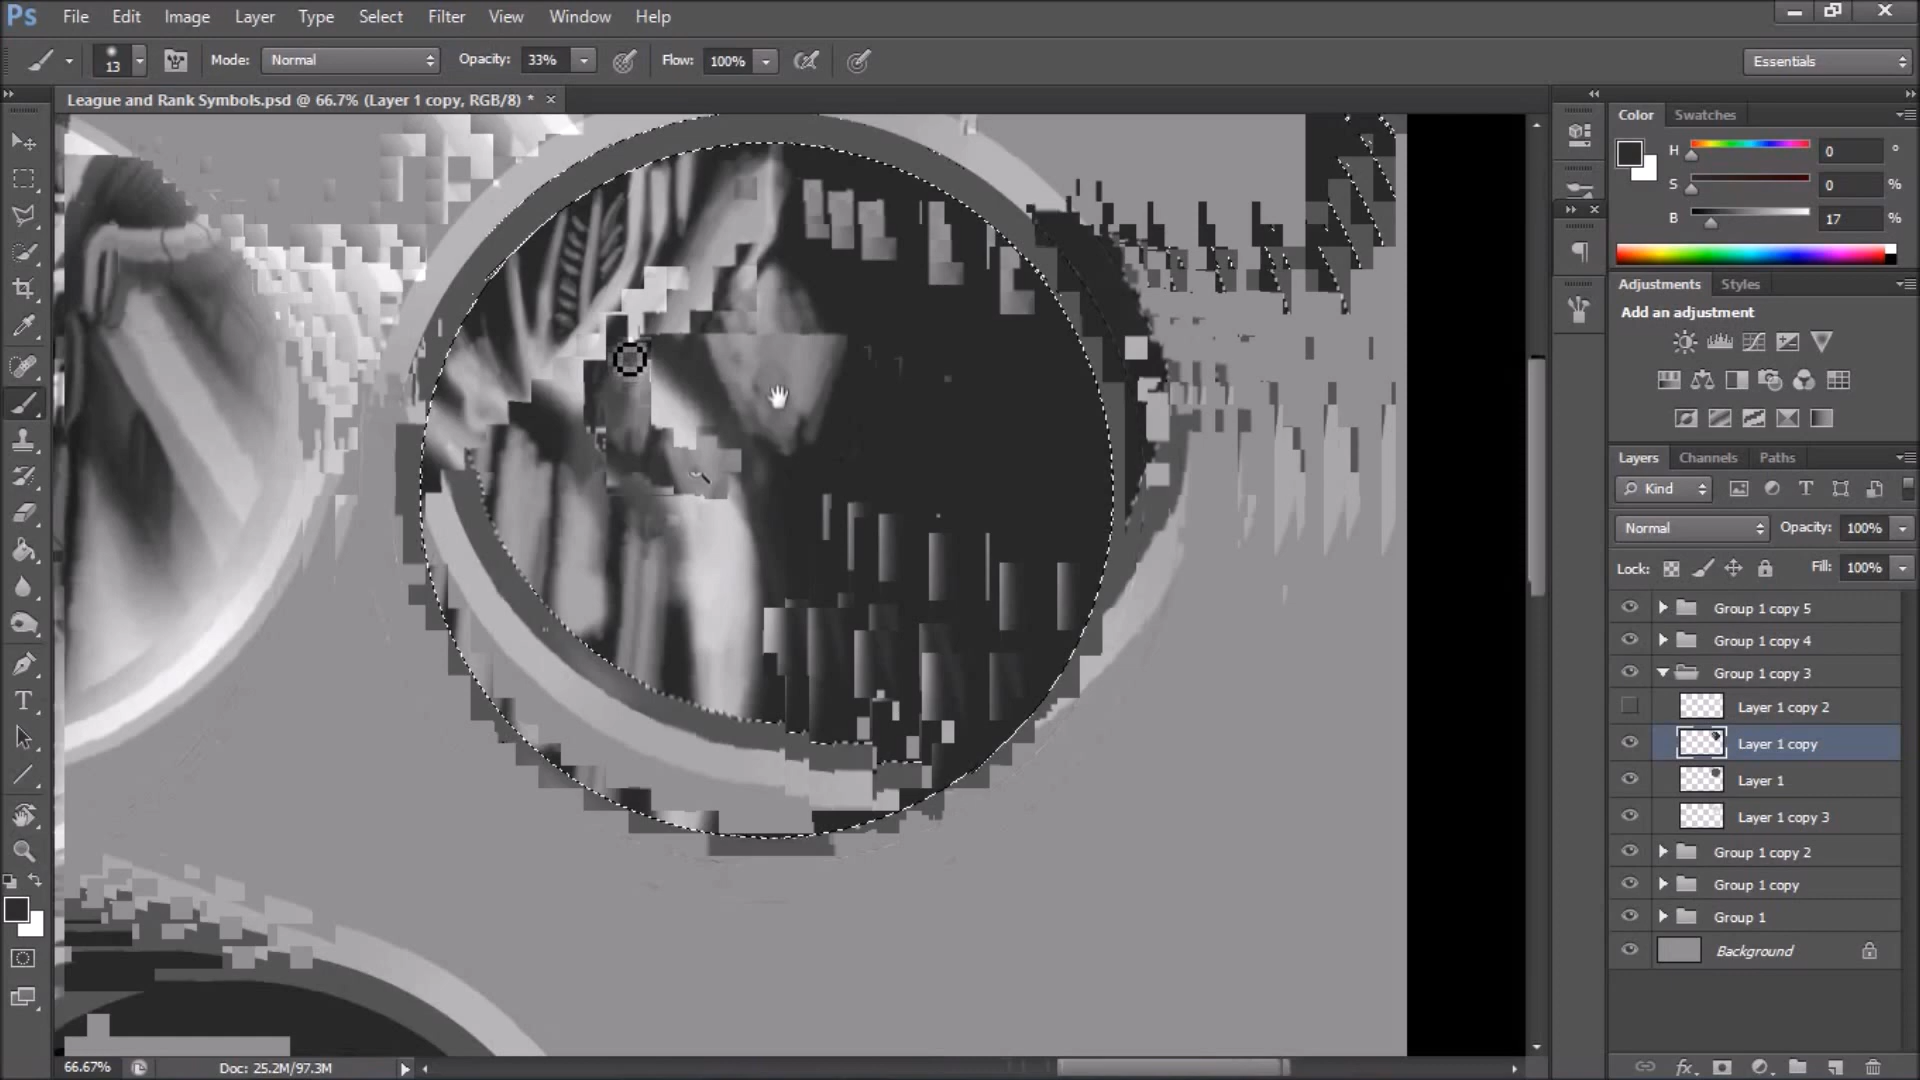 Ps File Edit Image Layer Type Select Filter View Window Help
13 Mode: Normal Opacity: 33% Flow: 100% Essentials
League and Rank Symbols.psd @ 66.7% (Layer 1 copy, RGB/8) * ×
Color Swatches
H 0 °
S 0 %
B 17 %
Adjustments Styles
Add an adjustment
Layers Channels Paths
Kind
Normal Opacity: 100%
Lock: Fill: 100%
Group 1 copy 5
Group 1 copy 4
Group 1 copy 3
Layer 1 copy 2
Layer 1 copy
Layer 1
Layer 1 copy 3
Group 1 copy 2
Group 1 copy
Group 1
Background
66.67% Doc: 25.2M/97.3M